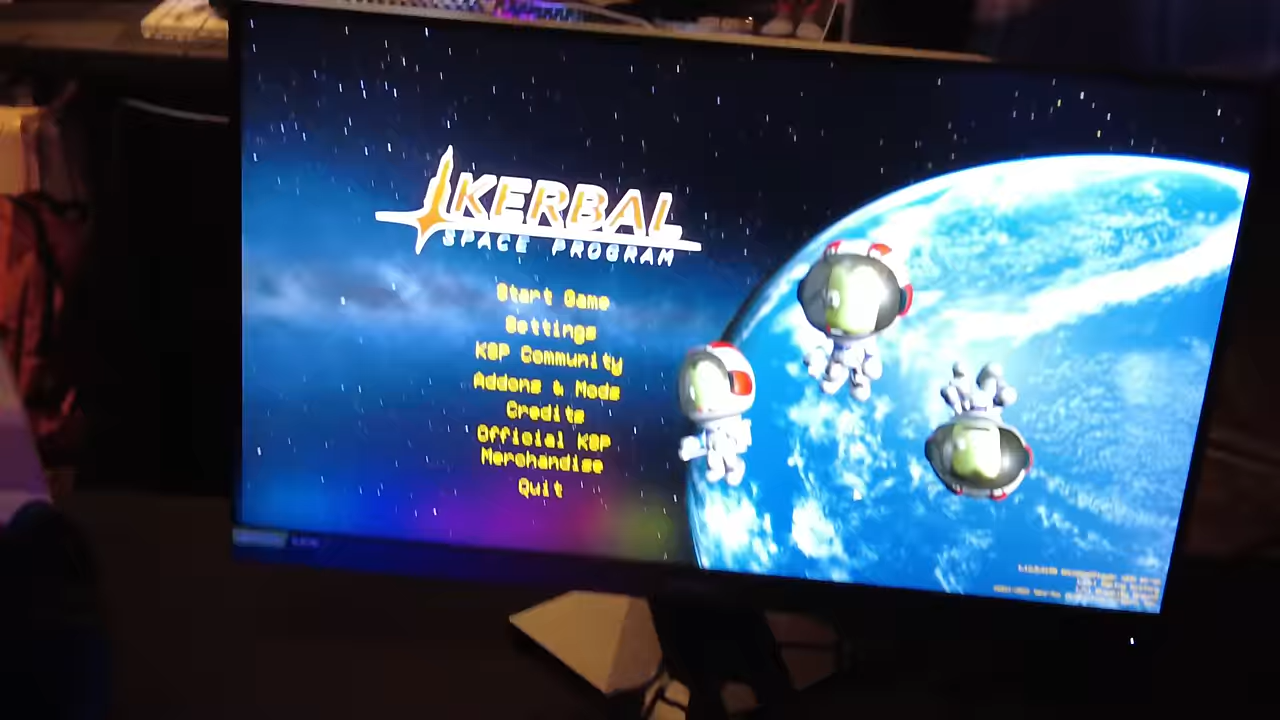 KERBAL
SPACE PROGRAM
Start Game
Settings
KSP Community
Addons & Mods
Credits
Official KSP
Merchandise
Quit